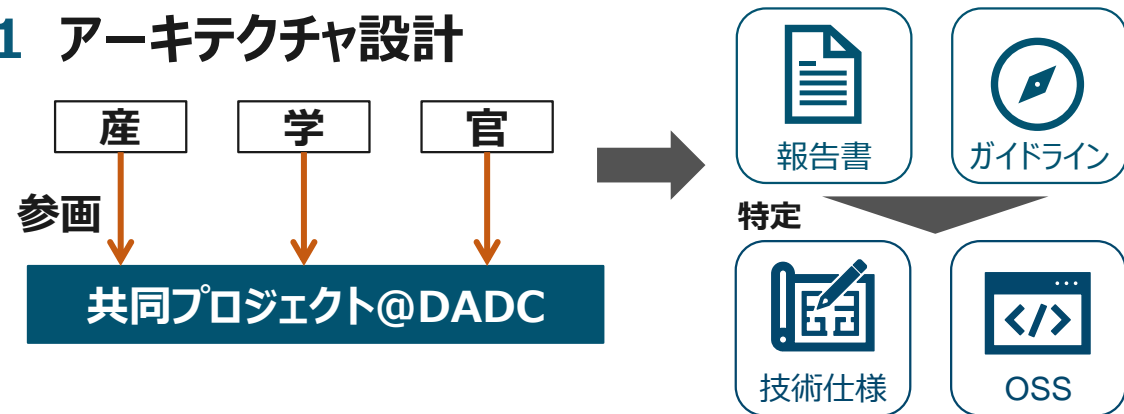 1 アーキテクチャ設計
産 学 官
参画
共同プロジェクト@DADC
報告書 ガイドライン
特定
</>
技術仕様 OSS